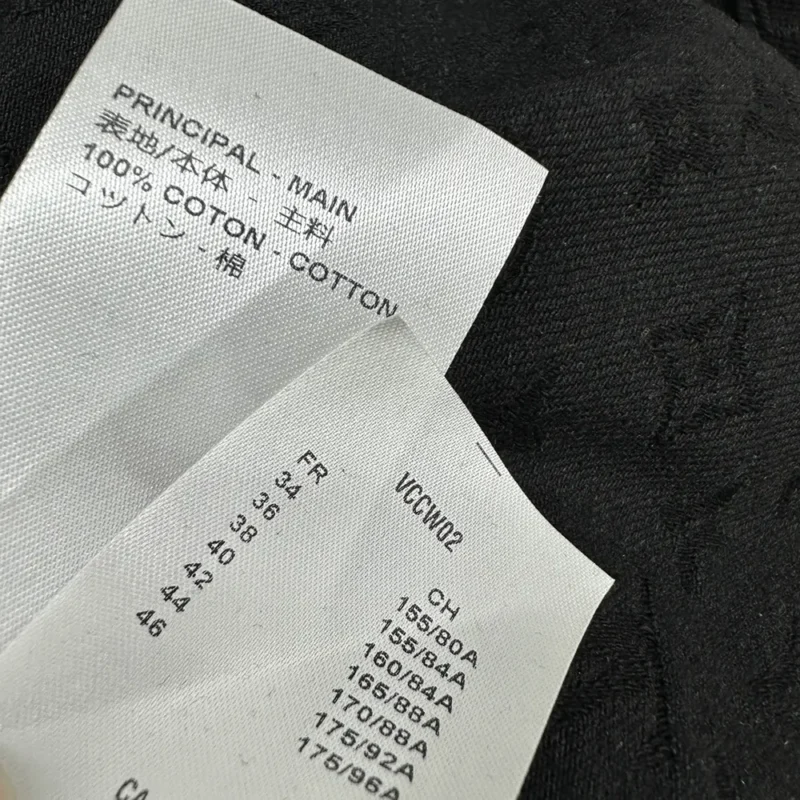 PRINCIPAL - MAIN
表地/本体 - 主料
100% COTON - COTTON
コットン - 棉
VCCW02
FR CH
34 155/80A
36 155/84A
38 160/84A
40 165/88A
42 170/88A
44 175/92A
46 175/96A
CA